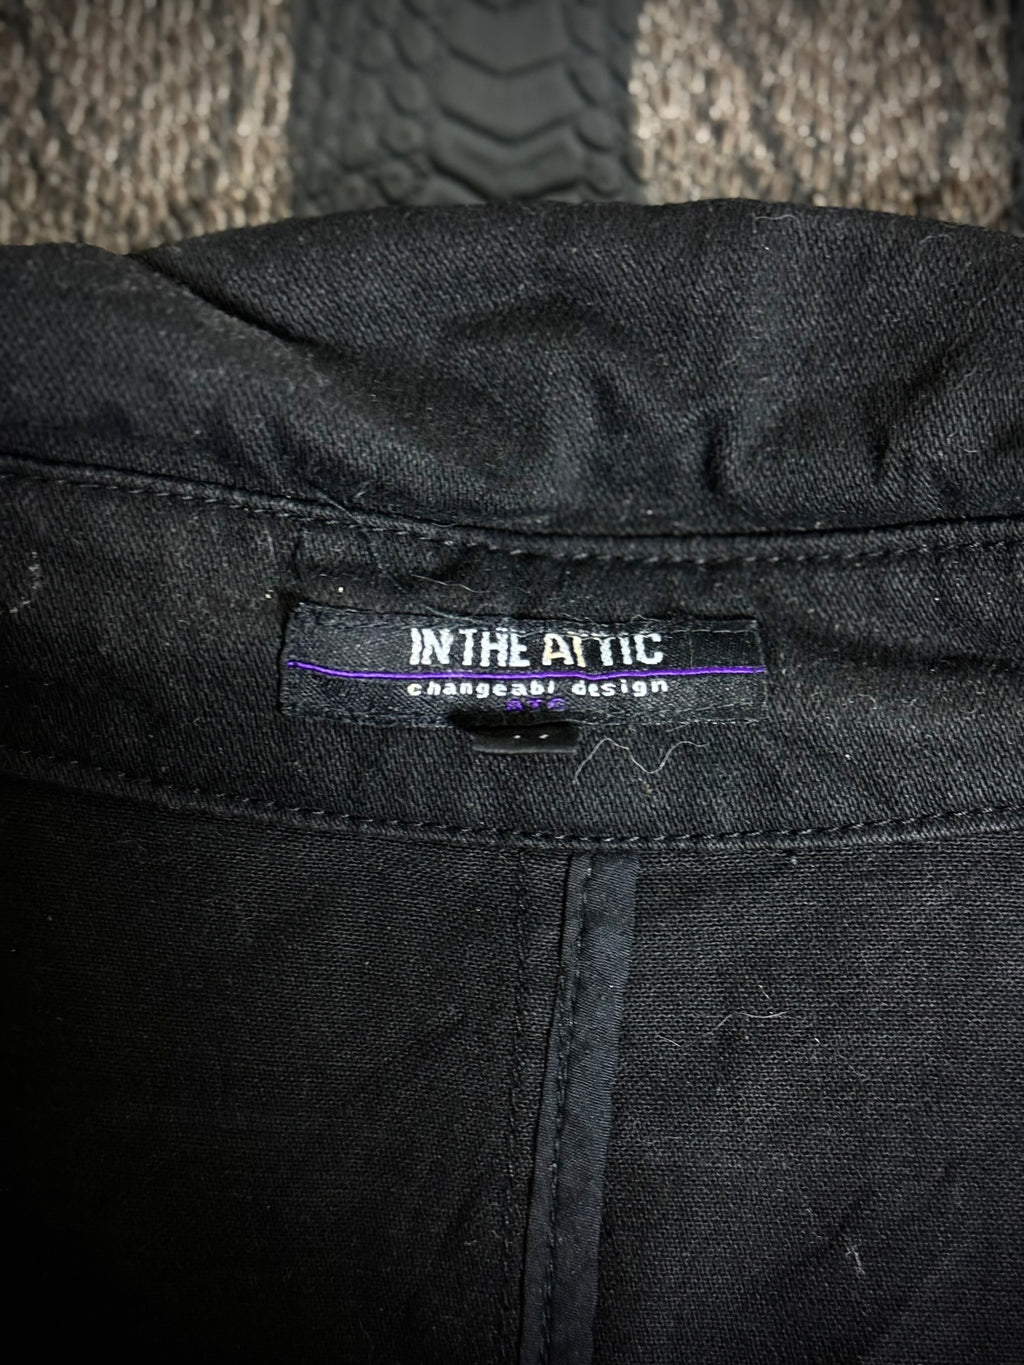 IN THE ATTIC
changeabl design